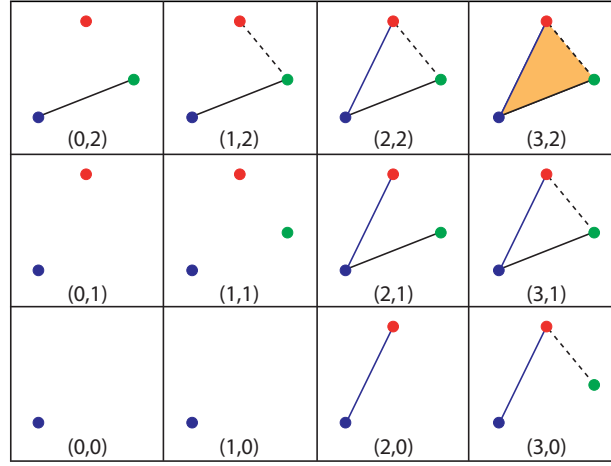 (0,2) (1,2) (2,2) (3,2)
(0,1) (1,1) (2,1) (3,1)
(0,0) (1,0) (2,0) (3,0)